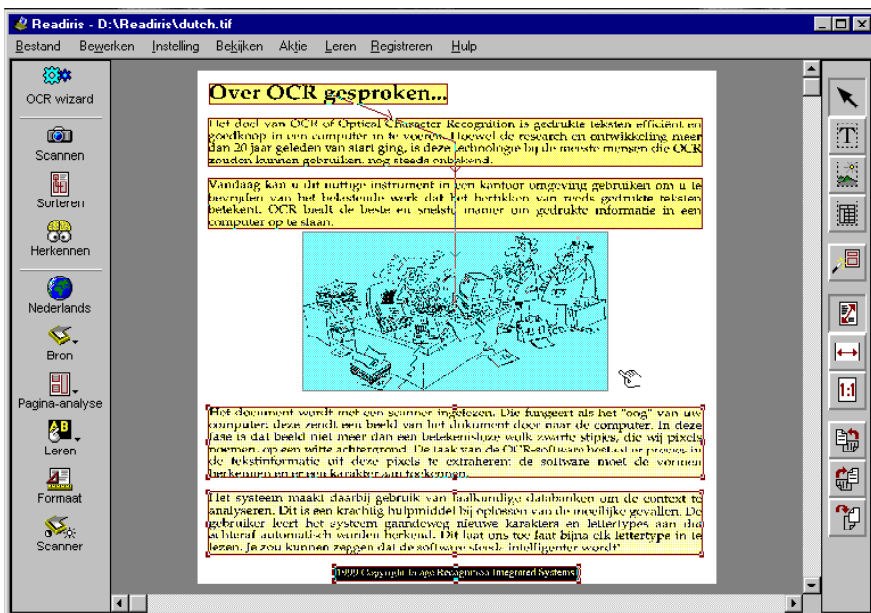 Readiris - D:\Readiris\dutch.tif
Bestand Bewerken Instelling Bekijken Aktie Leren Registreren Hulp
OCR wizard
Scannen
Sorteren
Herkennen
Nederlands
Bron
Pagina-analyse
Leren
Formaat
Scanner
Over OCR gesproken...
Het doel van OCR of Optical Character Recognition is gedrukte teksten efficiënt en
goedkoop in een computer in te voeren. Hoewel de research en ontwikkeling meer
dan 20 jaar geleden van start ging, is deze technologie bij de meeste mensen die OCR
zouden kunnen gebruiken, nog steeds onbekend.
Vandaag kan u dit nuttige instrument in een kantoor omgeving gebruiken om u te
bevrijden van het belastende werk dat het hertikken van reeds gedrukte teksten
betekent. OCR biedt de beste en snelste manier om gedrukte informatie in een
computer op te slaan.
Het document wordt met een scanner ingelezen. Die fungeert als het "oog" van uw
computer: deze zendt een beeld van het dokument door naar de computer. In deze
fase is dat beeld niet meer dan een betekenisloze wolk zwarte stipjes, die wij pixels
noemen, op een witte achtergrond. De taak van de OCR-software bestaat er precies in
de tekstinformatie uit deze pixels te extraheren: de software moet de vormen
herkennen en er een karakter aan toekennen.
Het systeem maakt daarbij gebruik van taalkundige databanken om de context te
analyseren. Dit is een krachtig hulpmiddel bij oplossen van de moeilijke gevallen. De
gebruiker leert het systeem gaandeweg nieuwe karakters en lettertypes aan die
achteraf automatisch worden herkend. Dit laat ons toe faat bijna elk lettertype in te
lezen. Je zou kunnen zeggen dat de software steeds intelligenter wordt"
1999 Copyright Image Recognition Integrated Systems
T
1:1